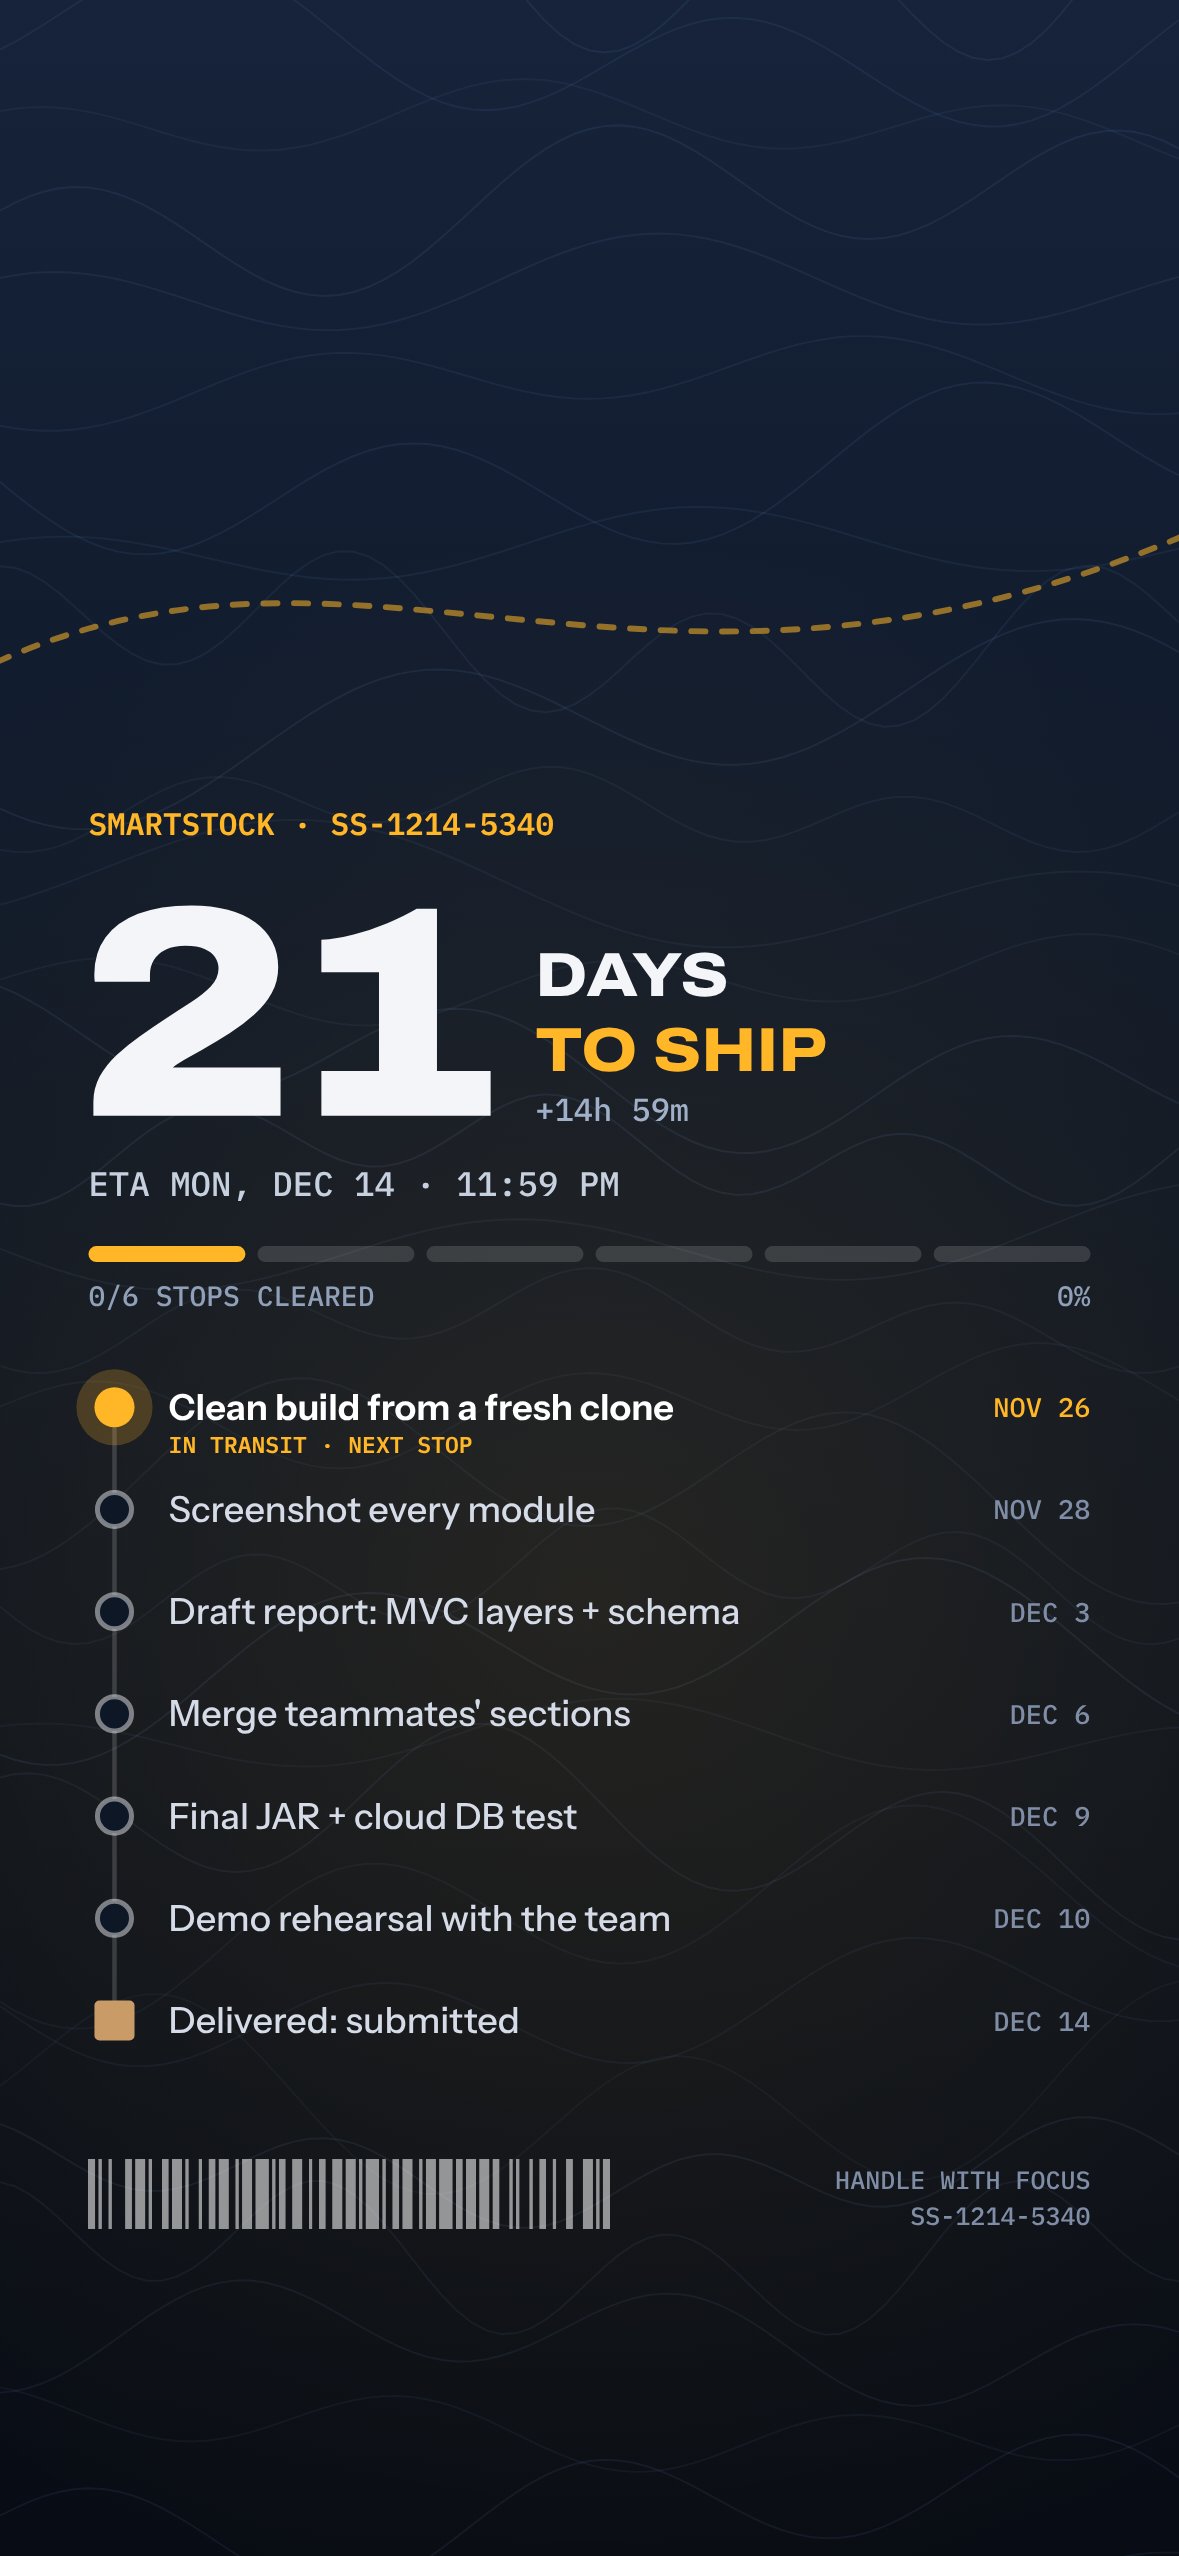 SMARTSTOCK · SS-1214-5340
21 DAYS
TO SHIP
+14h 59m
ETA MON, DEC 14 · 11:59 PM
0/6 STOPS CLEARED 0%
Clean build from a fresh clone NOV 26
IN TRANSIT · NEXT STOP
Screenshot every module NOV 28
Draft report: MVC layers + schema DEC 3
Merge teammates' sections DEC 6
Final JAR + cloud DB test DEC 9
Demo rehearsal with the team DEC 10
Delivered: submitted DEC 14
HANDLE WITH FOCUS
SS-1214-5340